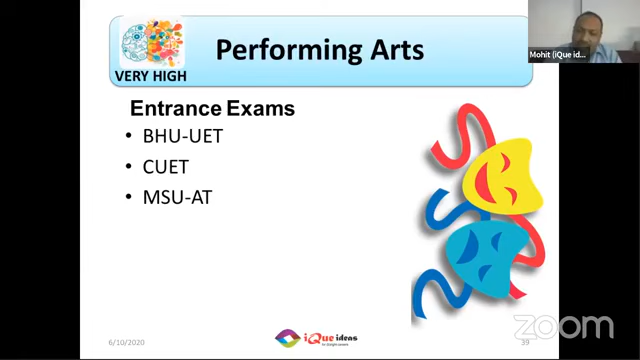 Performing Arts
VERY HIGH
Mohit (iQue id...
Entrance Exams
• BHU-UET
• CUET
• MSU-AT
6/10/2020
iQue ideas
39
zoom